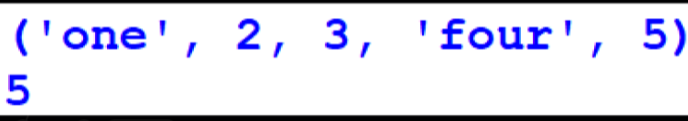 ('one', 2, 3, 'four', 5)
5